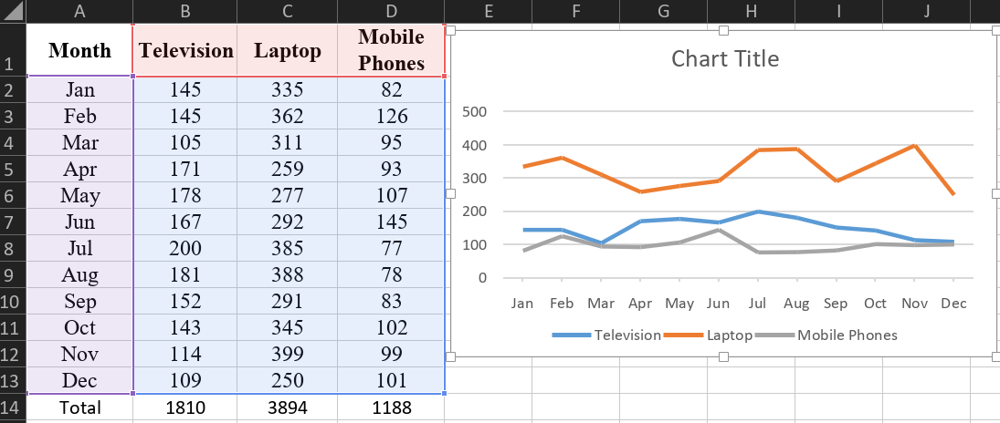 A B C D E F G H I J
1 Month Television Laptop Mobile Phones
2 Jan 145 335 82
3 Feb 145 362 126
4 Mar 105 311 95
5 Apr 171 259 93
6 May 178 277 107
7 Jun 167 292 145
8 Jul 200 385 77
9 Aug 181 388 78
10 Sep 152 291 83
11 Oct 143 345 102
12 Nov 114 399 99
13 Dec 109 250 101
14 Total 1810 3894 1188
Chart Title
500
400
300
200
100
0
Jan Feb Mar Apr May Jun Jul Aug Sep Oct Nov Dec
Television Laptop Mobile Phones